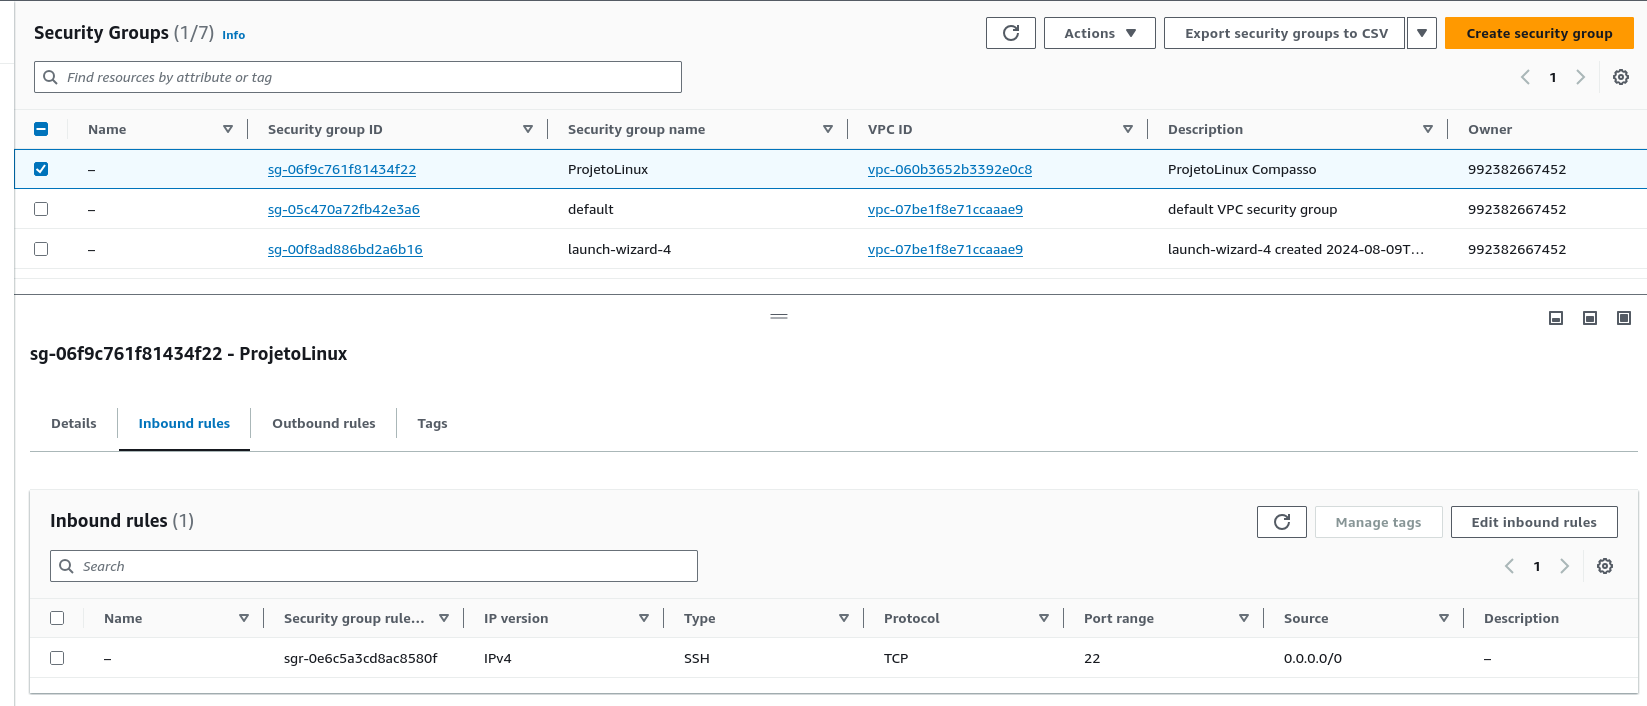 Security Groups (1/7) Info
Actions
Export security groups to CSV
Create security group
Find resources by attribute or tag
1
Name Security group ID Security group name VPC ID Description Owner
– sg-06f9c761f81434f22 ProjetoLinux vpc-060b3652b3392e0c8 ProjetoLinux Compasso 992382667452
– sg-05c470a72fb42e3a6 default vpc-07be1f8e71ccaaae9 default VPC security group 992382667452
– sg-00f8ad886bd2a6b16 launch-wizard-4 vpc-07be1f8e71ccaaae9 launch-wizard-4 created 2024-08-09T... 992382667452
sg-06f9c761f81434f22 - ProjetoLinux
Details Inbound rules Outbound rules Tags
Inbound rules (1)
Manage tags
Edit inbound rules
Search
1
Name Security group rule... IP version Type Protocol Port range Source Description
– sgr-0e6c5a3cd8ac8580f IPv4 SSH TCP 22 0.0.0.0/0 –